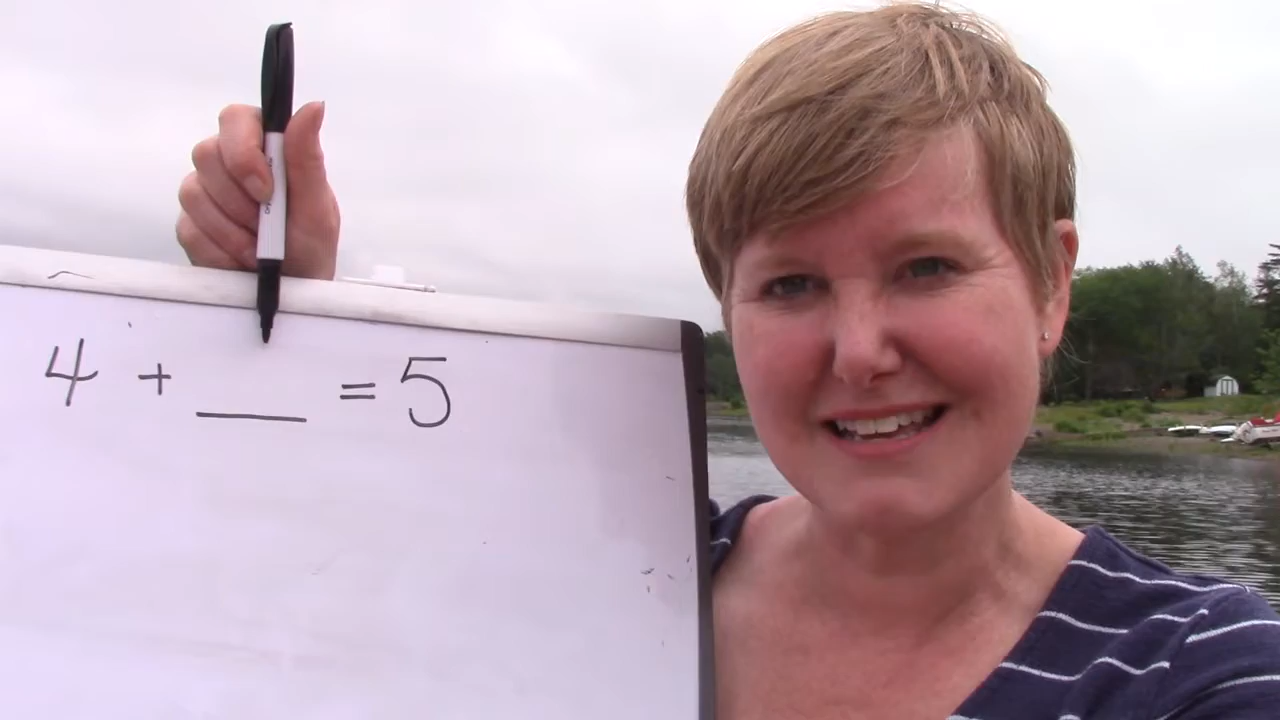 4 + ___ = 5